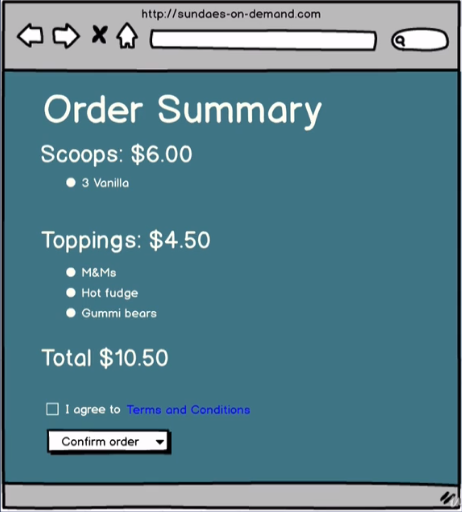 http://sundaes-on-demand.com
Order Summary
Scoops: $6.00
3 Vanilla
Toppings: $4.50
M&Ms
Hot fudge
Gummi bears
Total $10.50
I agree to Terms and Conditions
Confirm order